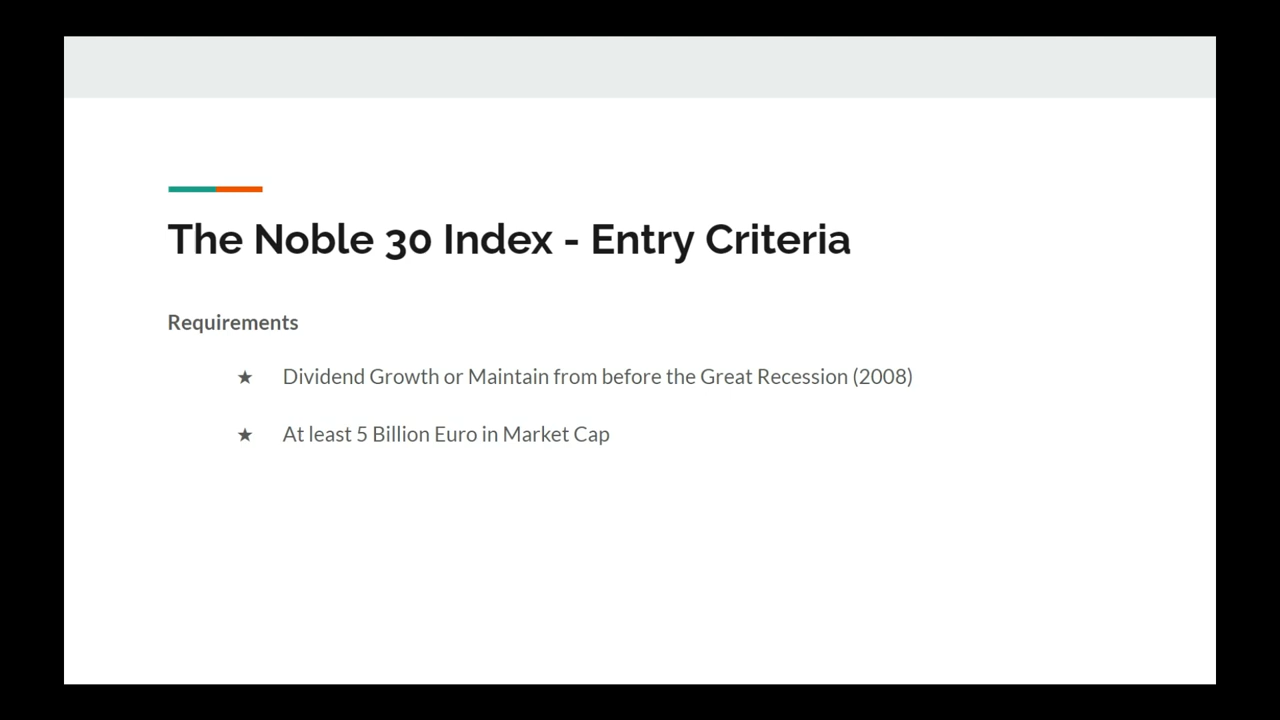 The Noble 30 Index - Entry Criteria
Requirements
★ Dividend Growth or Maintain from before the Great Recession (2008)
★ At least 5 Billion Euro in Market Cap